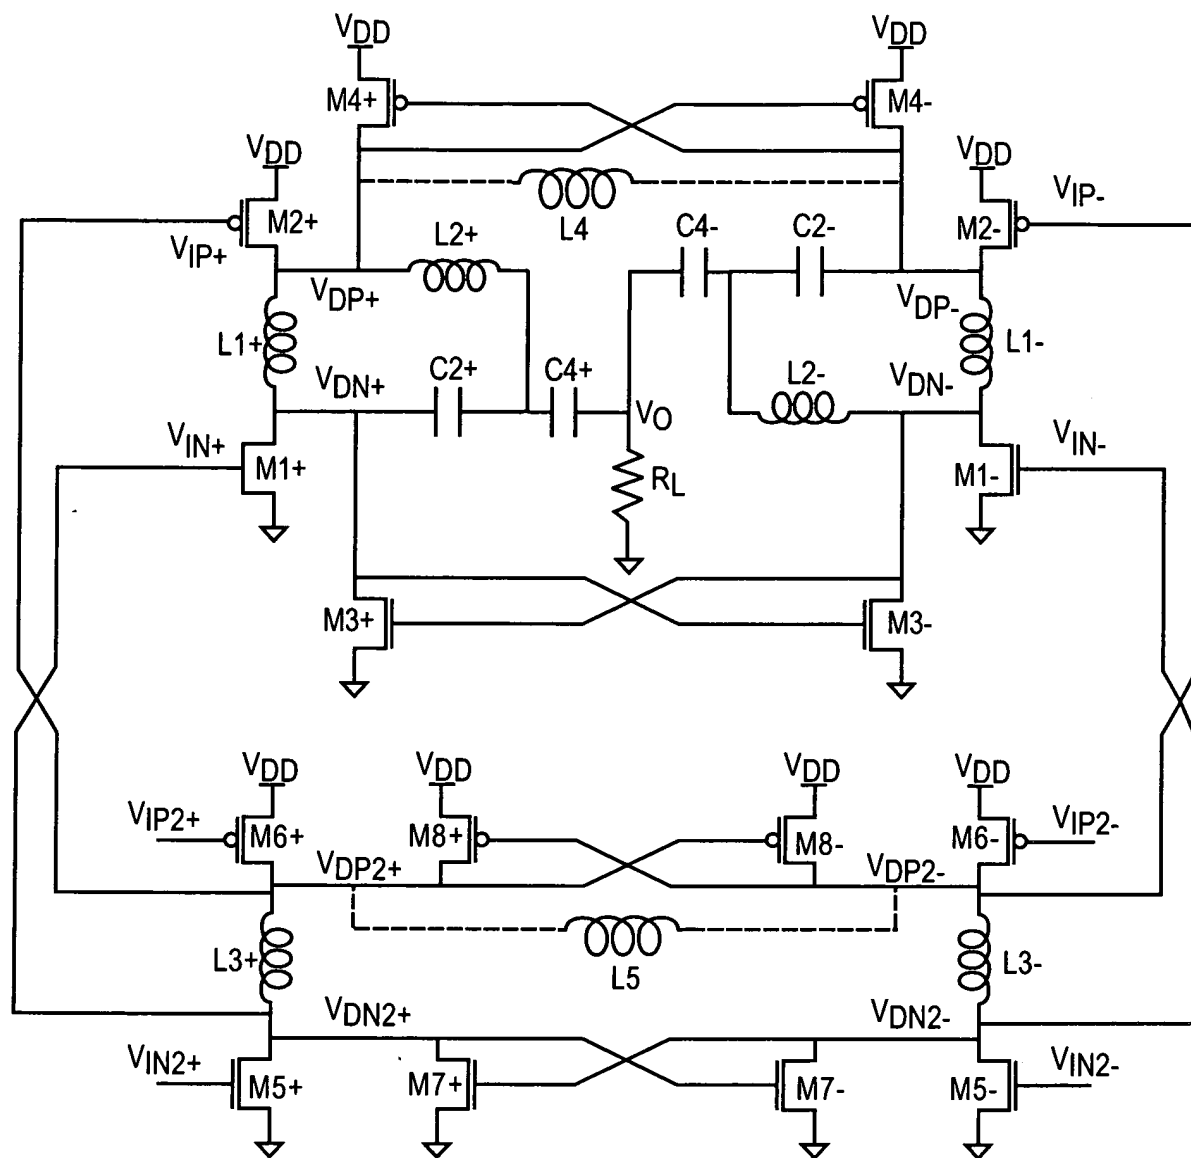 VDD VDD
M4+ M4-
VDD VDD
M2+ L4 M2-
VIP+ VIP-
L2+ C4- C2-
VDP+ VDP-
L1+ L1-
VDN+ C2+ C4+ L2- VDN-
VIN+ VO VIN-
M1+ RL M1-
M3+ M3-
VDD VDD VDD VDD
VIP2+ M6+ M8+ M8- M6- VIP2-
VDP2+ VDP2-
L3+ L5 L3-
VDN2+ VDN2-
VIN2+ VIN2-
M5+ M7+ M7- M5-